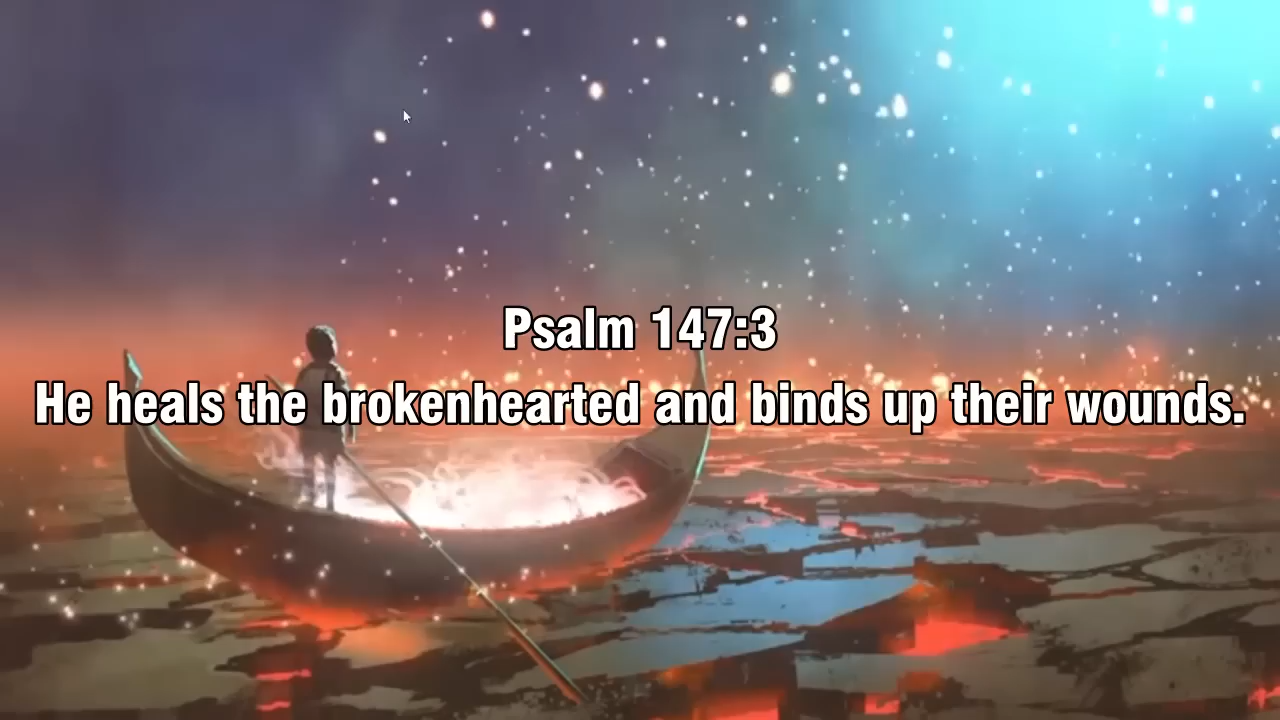 Psalm 147:3
He heals the brokenhearted and binds up their wounds.